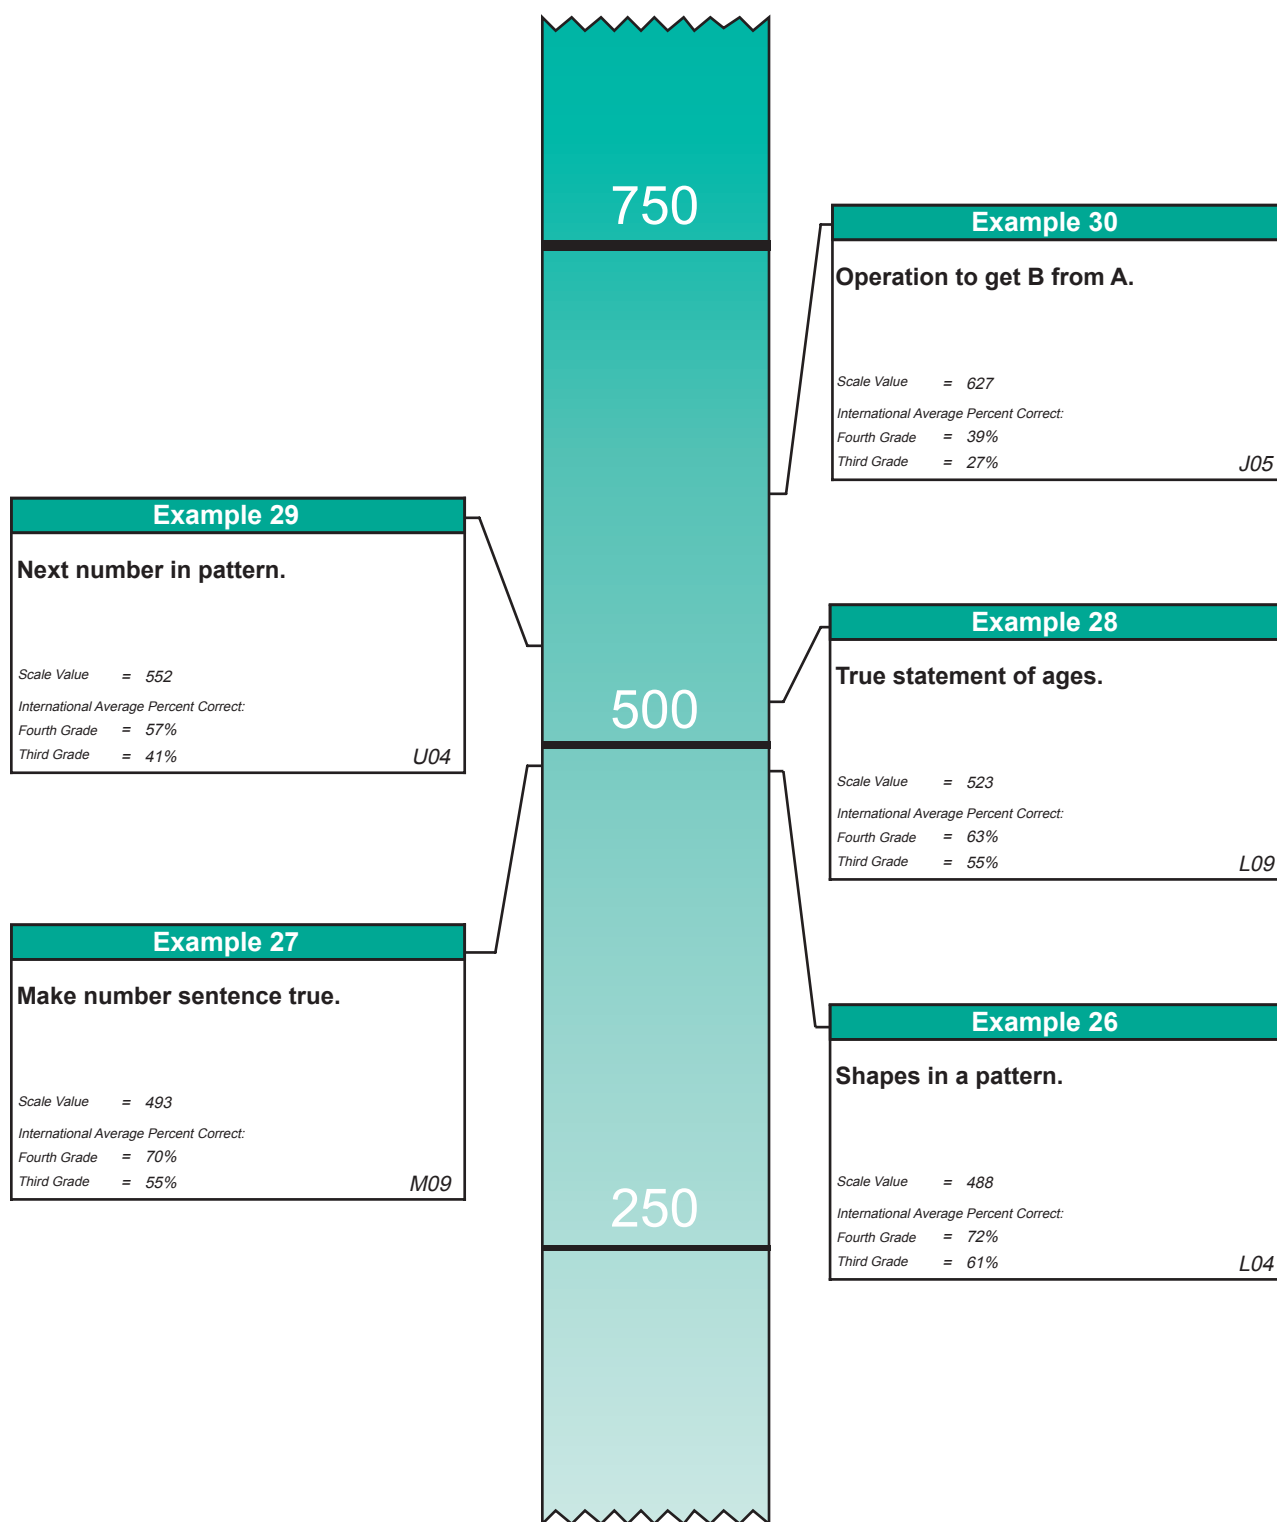 750
500
250
Example 30
Operation to get B from A.
Scale Value = 627
International Average Percent Correct:
Fourth Grade = 39%
Third Grade = 27%
J05
Example 29
Next number in pattern.
Scale Value = 552
International Average Percent Correct:
Fourth Grade = 57%
Third Grade = 41%
U04
Example 28
True statement of ages.
Scale Value = 523
International Average Percent Correct:
Fourth Grade = 63%
Third Grade = 55%
L09
Example 27
Make number sentence true.
Scale Value = 493
International Average Percent Correct:
Fourth Grade = 70%
Third Grade = 55%
M09
Example 26
Shapes in a pattern.
Scale Value = 488
International Average Percent Correct:
Fourth Grade = 72%
Third Grade = 61%
L04